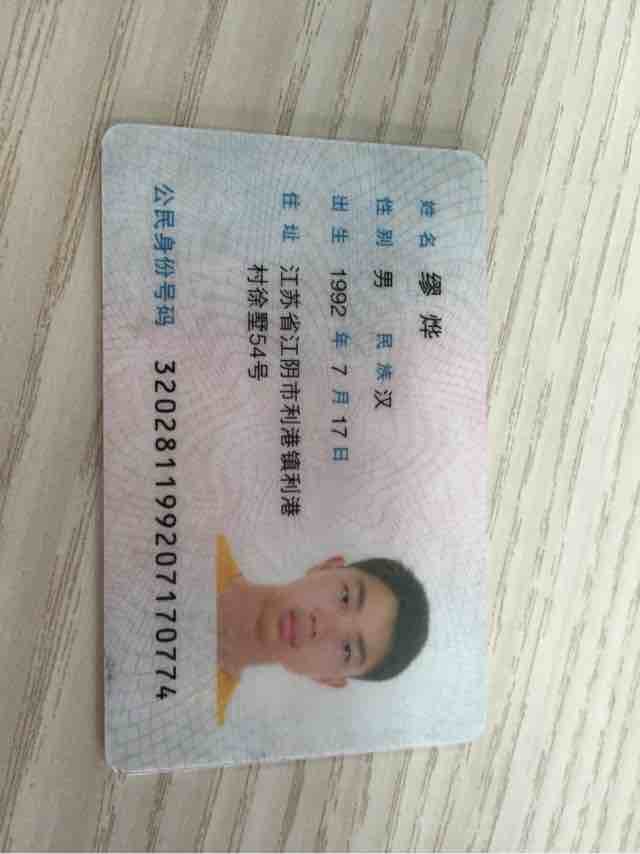 姓名 缪烨
性别 男 民族 汉
出生 1992 年 7 月 17 日
住址 江苏省江阴市利港镇利港
村徐墅54号
公民身份号码 320281199207170774